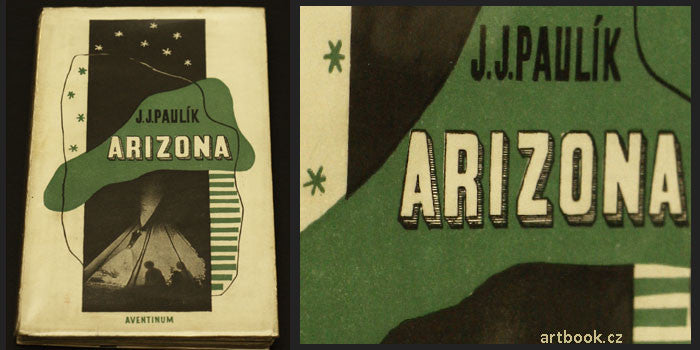 J.J.PAULÍK
ARIZONA
AVENTINUM
J.J.PAULÍK
ARIZONA
artbook.cz